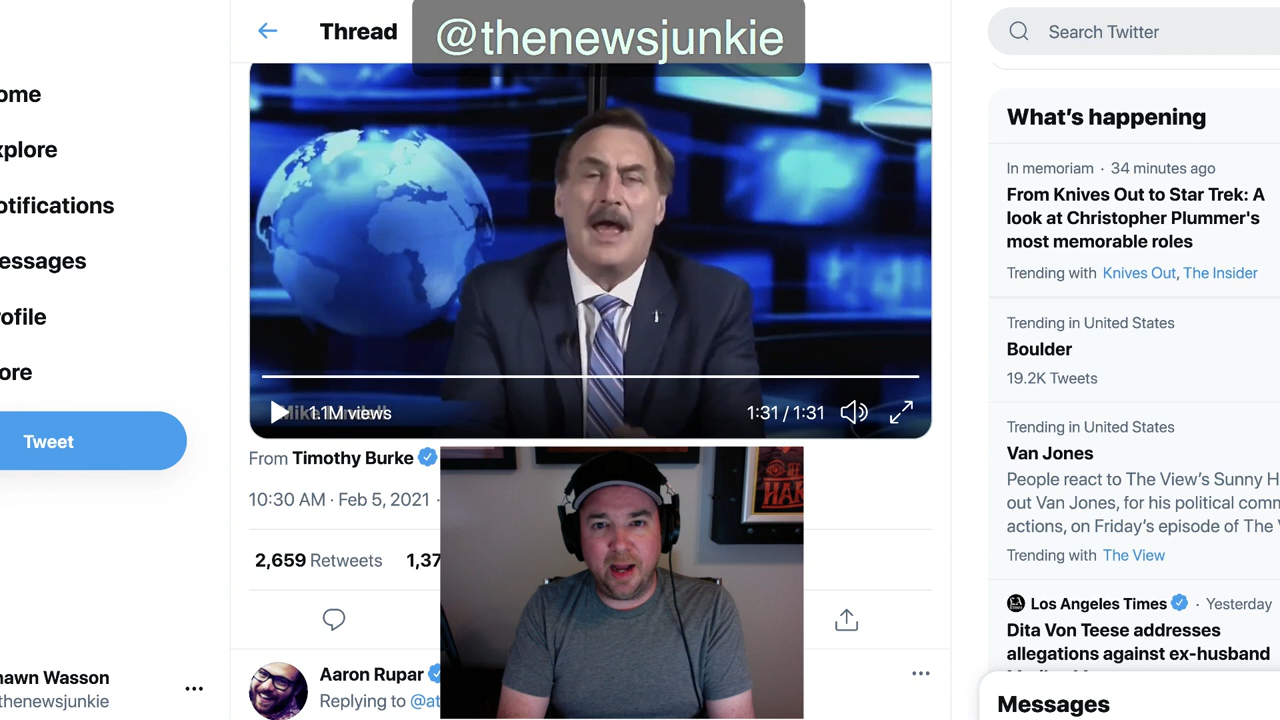 Thread
@thenewsjunkie
Search Twitter
ome
xplore
otifications
essages
rofile
ore
Tweet
hawn Wasson
thenewsjunkie
1.1M views
1:31 / 1:31
From Timothy Burke
10:30 AM · Feb 5, 2021 ·
2,659 Retweets 1,37
Aaron Rupar
Replying to @at
What's happening
In memoriam · 34 minutes ago
From Knives Out to Star Trek: A
look at Christopher Plummer's
most memorable roles
Trending with Knives Out, The Insider
Trending in United States
Boulder
19.2K Tweets
Trending in United States
Van Jones
People react to The View's Sunny H
out Van Jones, for his political com
actions, on Friday's episode of The V
Trending with The View
Los Angeles Times · Yesterday
Dita Von Teese addresses
allegations against ex-husband
Messages